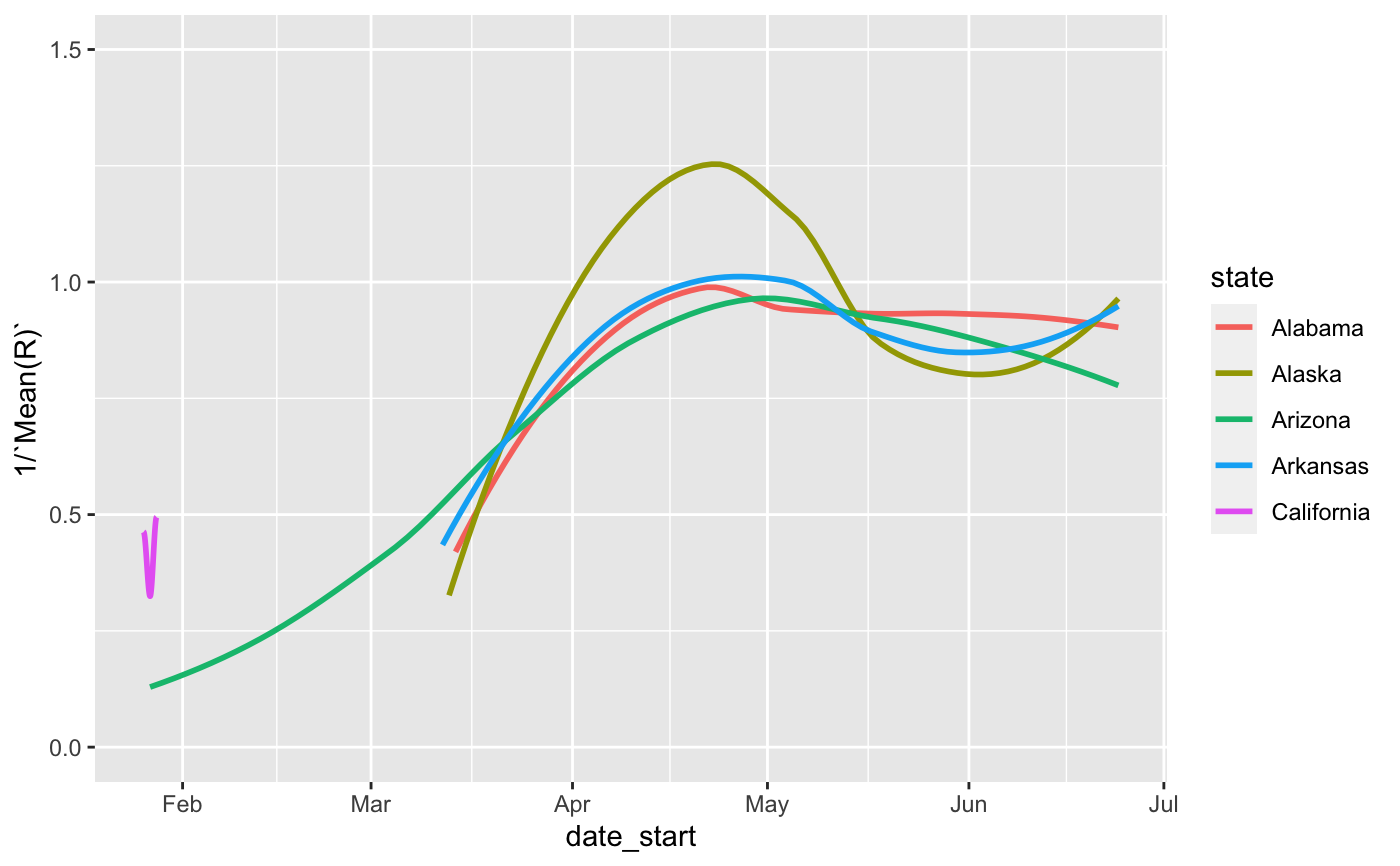 1.5
1.0
0.5
0.0
1/`Mean(R)`
Feb
Mar
Apr
May
Jun
Jul
date_start
state
Alabama
Alaska
Arizona
Arkansas
California